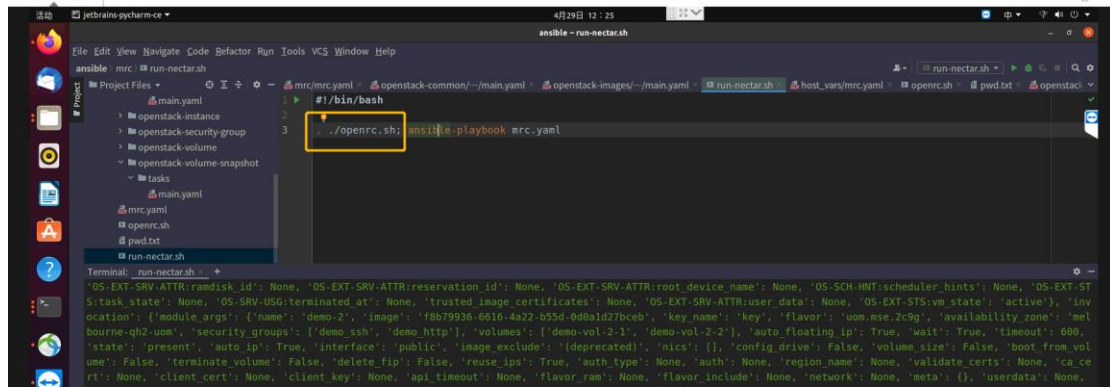 活动 jetbrains-pycharm-ce 4月29日 12：25 中
ansible – run-nectar.sh
File Edit View Navigate Code Refactor Run Tools VCS Window Help
ansible mrc run-nectar.sh run-nectar.sh
Project Project Files mrc/mrc.yaml openstack-common/···/main.yaml openstack-images/···/main.yaml run-nectar.sh host_vars/mrc.yaml openrc.sh pwd.txt openstack
main.yaml
openstack-instance
openstack-security-group
openstack-volume
openstack-volume-snapshot
tasks
main.yaml
mrc.yaml
openrc.sh
pwd.txt
run-nectar.sh
1 #!/bin/bash
2
3 . ./openrc.sh; ansible-playbook mrc.yaml
Terminal: run-nectar.sh +
'OS-EXT-SRV-ATTR:ramdisk_id': None, 'OS-EXT-SRV-ATTR:reservation_id': None, 'OS-EXT-SRV-ATTR:root_device_name': None, 'OS-SCH-HNT:scheduler_hints': None, 'OS-EXT-ST
S:task_state': None, 'OS-SRV-USG:terminated_at': None, 'trusted_image_certificates': None, 'OS-EXT-SRV-ATTR:user_data': None, 'OS-EXT-STS:vm_state': 'active'}, 'inv
ocation': {'module_args': {'name': 'demo-2', 'image': 'f8b79936-6616-4a22-b55d-0d0a1d27bceb', 'key_name': 'key', 'flavor': 'uom.mse.2c9g', 'availability_zone': 'mel
bourne-qh2-uom', 'security_groups': ['demo_ssh', 'demo_http'], 'volumes': ['demo-vol-2-1', 'demo-vol-2-2'], 'auto_floating_ip': True, 'wait': True, 'timeout': 600,
'state': 'present', 'auto_ip': True, 'interface': 'public', 'image_exclude': '(deprecated)', 'nics': [], 'config_drive': False, 'volume_size': False, 'boot_from_vol
ume': False, 'terminate_volume': False, 'delete_fip': False, 'reuse_ips': True, 'auth_type': None, 'auth': None, 'region_name': None, 'validate_certs': None, 'ca_ce
rt': None, 'client_cert': None, 'client_key': None, 'api_timeout': None, 'flavor_ram': None, 'flavor_include': None, 'network': None, 'meta': {}, 'userdata': None,